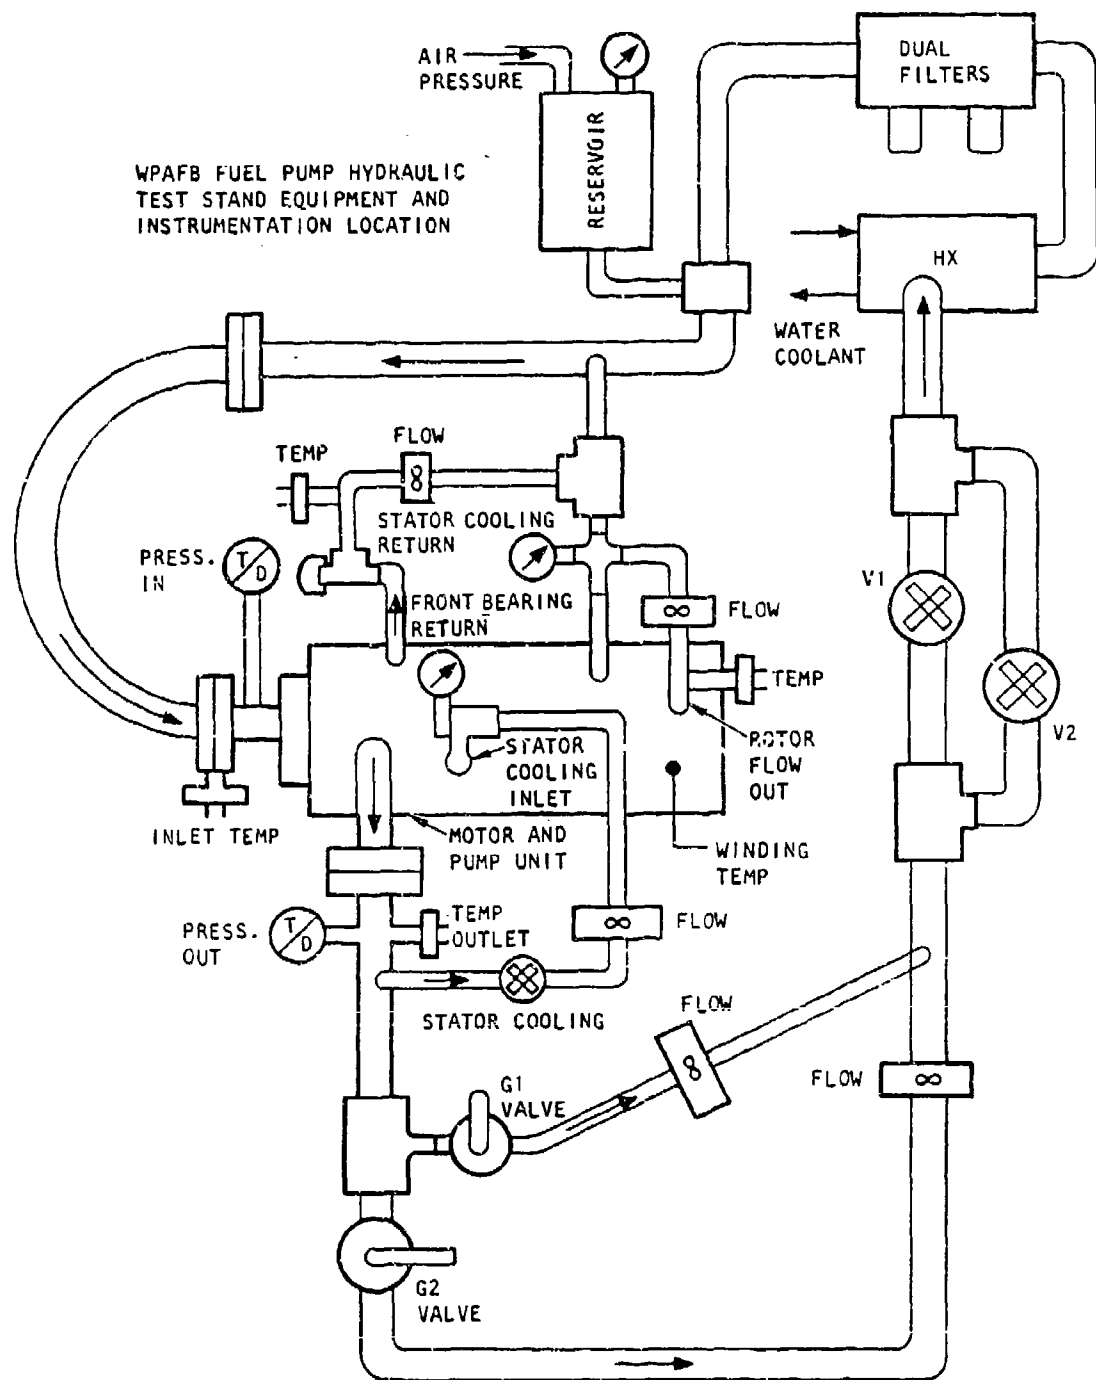 AIR
PRESSURE
RESERVOIR
DUAL
FILTERS
WPAFB FUEL PUMP HYDRAULIC
TEST STAND EQUIPMENT AND
INSTRUMENTATION LOCATION
HX
WATER
COOLANT
FLOW
TEMP
STATOR COOLING
RETURN
PRESS.
IN
T/D
FRONT BEARING
RETURN
FLOW
V1
TEMP
V2
STATOR
COOLING
INLET
ROTOR
FLOW
OUT
INLET TEMP
MOTOR AND
PUMP UNIT
WINDING
TEMP
PRESS.
OUT
T/D
TEMP
OUTLET
FLOW
STATOR COOLING
FLOW
FLOW
G1
VALVE
G2
VALVE